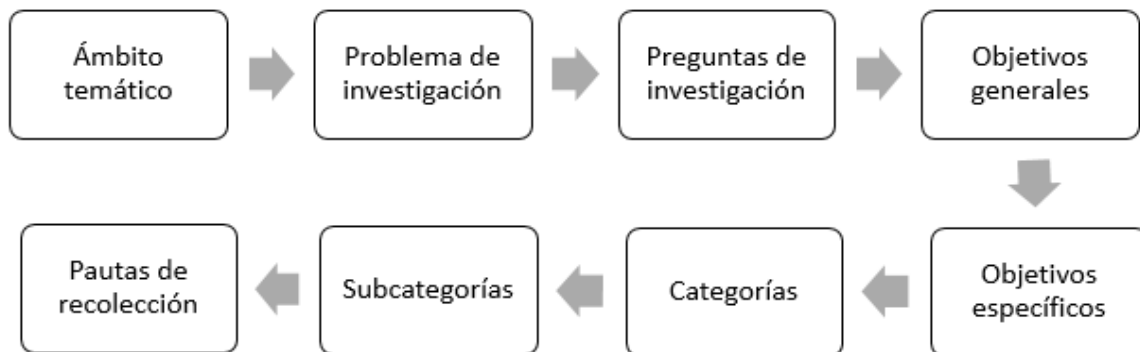 Ámbito
temático
Problema de
investigación
Preguntas de
investigación
Objetivos
generales
Objetivos
específicos
Categorías
Subcategorías
Pautas de
recolección